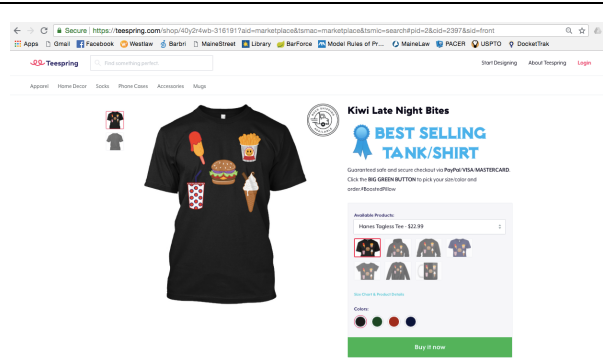 Secure | https://teespring.com/shop/40y2r4wb-316191?aid=marketplace&tsmac=marketplace&tsmic=search#pid=2&cid=2397&sid=front
Apps Gmail Facebook Westlaw Barbri MaineStreet Library BarForce Model Rules of Pr... MaineLaw PACER USPTO DocketTrak
Teespring Find something perfect Start Designing About Teespring Login
Apparel Home Decor Socks Phone Cases Accessories Mugs
Kiwi Late Night Bites
BEST SELLING
TANK/SHIRT
Guaranteed safe and secure checkout via PayPal/VISA/MASTERCARD.
Click the BIG GREEN BUTTON to pick your size/color and
order.#BoostedPillow
Available Products:
Hanes Tagless Tee - $22.99
Size Chart & Product Details
Colors:
Buy it now